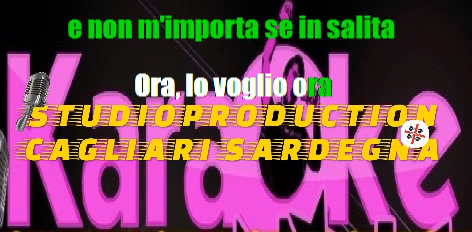 e non m'importa se in salita
Ora, lo voglio ora
STUDIOPRODUCTION
CAGLIARI SARDEGNA
Karaoke